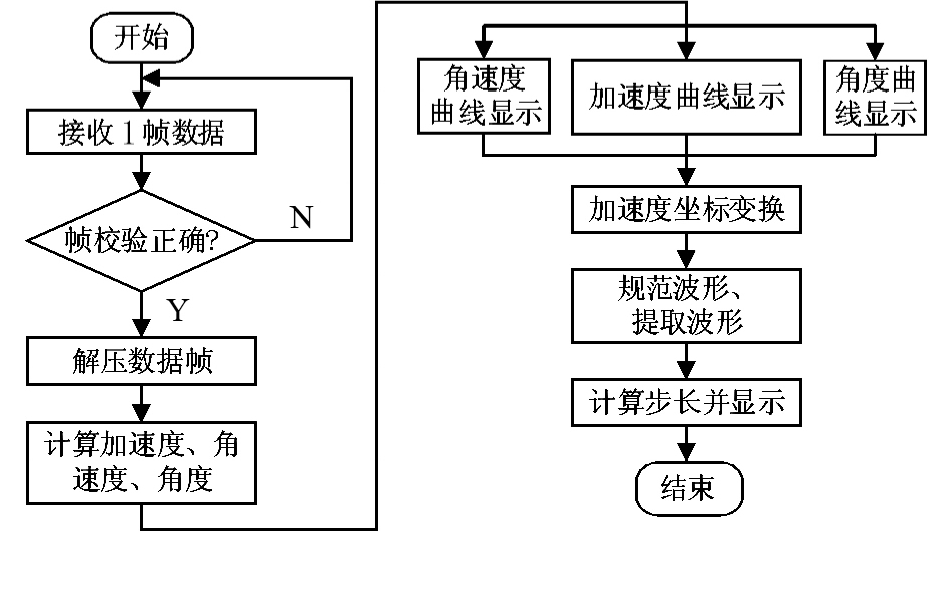 开始
接收1帧数据
帧校验正确?
N
Y
解压数据帧
计算加速度、角
速度、角度
角速度
曲线显示
加速度曲线显示
角度曲
线显示
加速度坐标变换
规范波形、
提取波形
计算步长并显示
结束